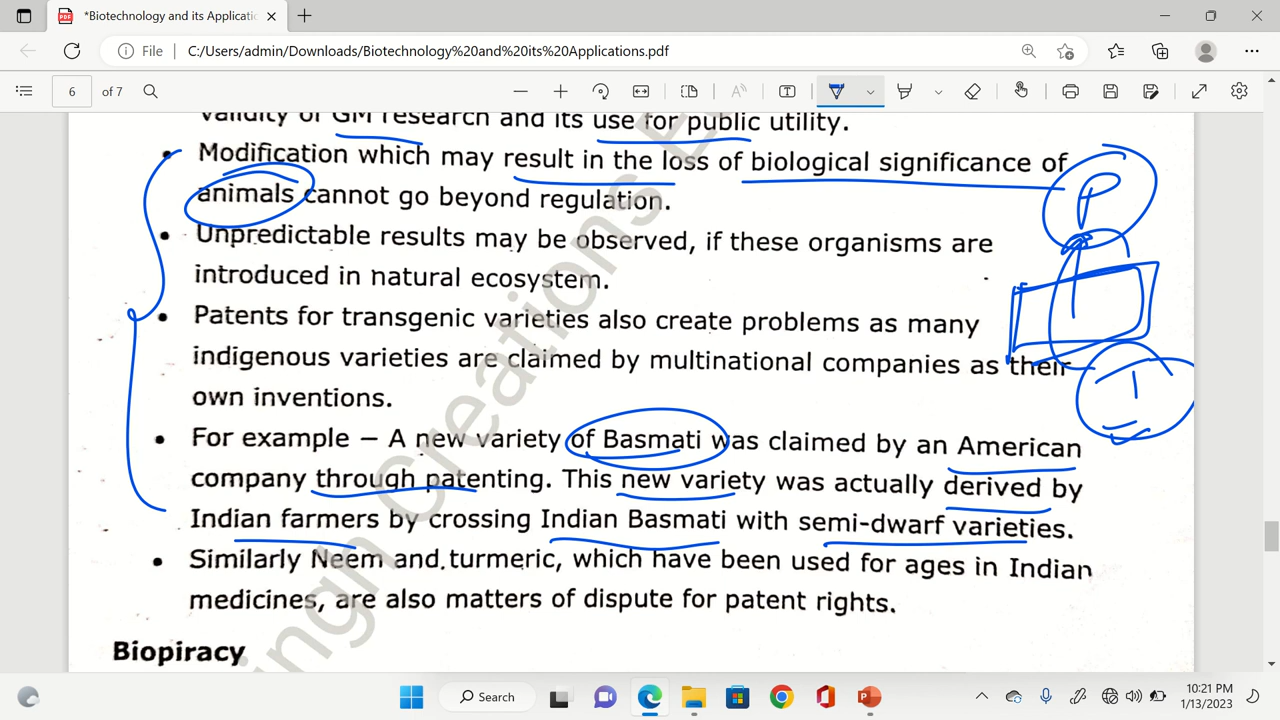 *Biotechnology and its Applicatio
File C:/Users/admin/Downloads/Biotechnology%20and%20its%20Applications.pdf
6 of 7
validity of GM research and its use for public utility.
• Modification which may result in the loss of biological significance of
animals cannot go beyond regulation.
• Unpredictable results may be observed, if these organisms are
introduced in natural ecosystem.
• Patents for transgenic varieties also create problems as many
indigenous varieties are claimed by multinational companies as their
own inventions.
• For example – A new variety of Basmati was claimed by an American
company through patenting. This new variety was actually derived by
Indian farmers by crossing Indian Basmati with semi-dwarf varieties.
• Similarly Neem and turmeric, which have been used for ages in Indian
medicines, are also matters of dispute for patent rights.
Biopiracy
P
I
ing Creations E
Search
10:21 PM
1/13/2023